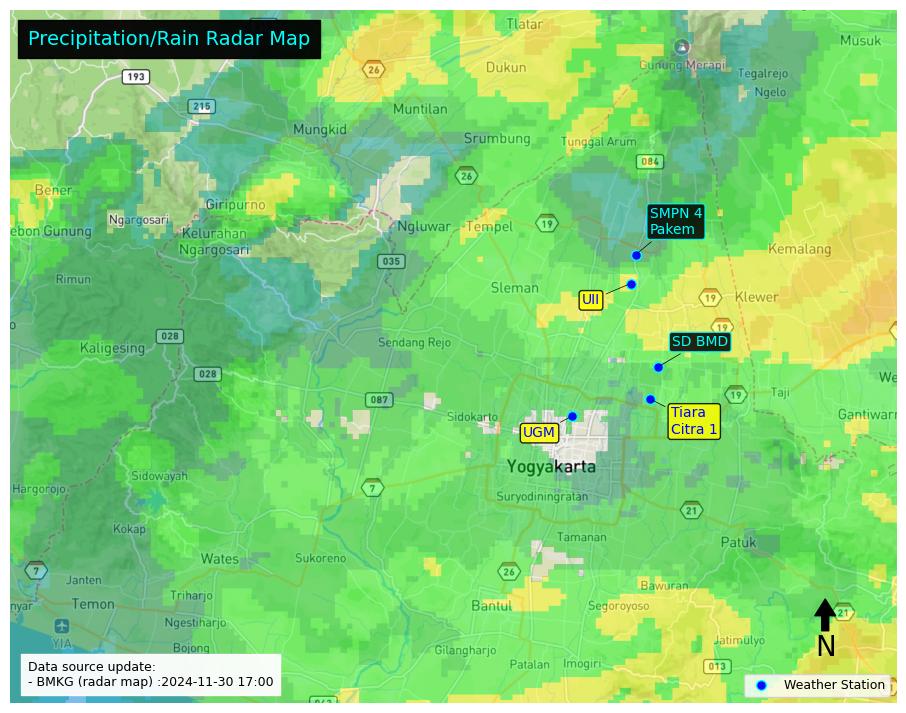 Precipitation/Rain Radar Map
Tlatar
Musuk
193
26
Dukun
Gunung Merapi
Tegalrejo
Ngelo
215
Muntilan
Mungkid
Srumbung
Tunggal Arum
084
26
Bener
Giripurno
SMPN 4
Pakem
Ngargosari
ebon Gunung
Kelurahan
Ngargosari
Ngluwar
Tempel
19
Kemalang
035
Rimun
Sleman
UII
19
Klewer
19
028
Kaligesing
Sendang Rejo
SD BMD
028
We
087
19
Taji
Sidokarto
UGM
Tiara
Citra 1
Gantiwarn
Yogyakarta
Hargorojo
Sidowayah
7
Suryodiningratan
21
Kokap
Tamanan
Patuk
Wates
Sukoreno
7
26
Janten
Triharjo
Bawuran
nyar
Temon
Bantul
Segoroyoso
21
Ngestiharjo
YIA
Bojong
Gilangharjo
Jatimulyo
N
Patalan
Imogiri
013
Data source update:
- BMKG (radar map) :2024-11-30 17:00
Weather Station